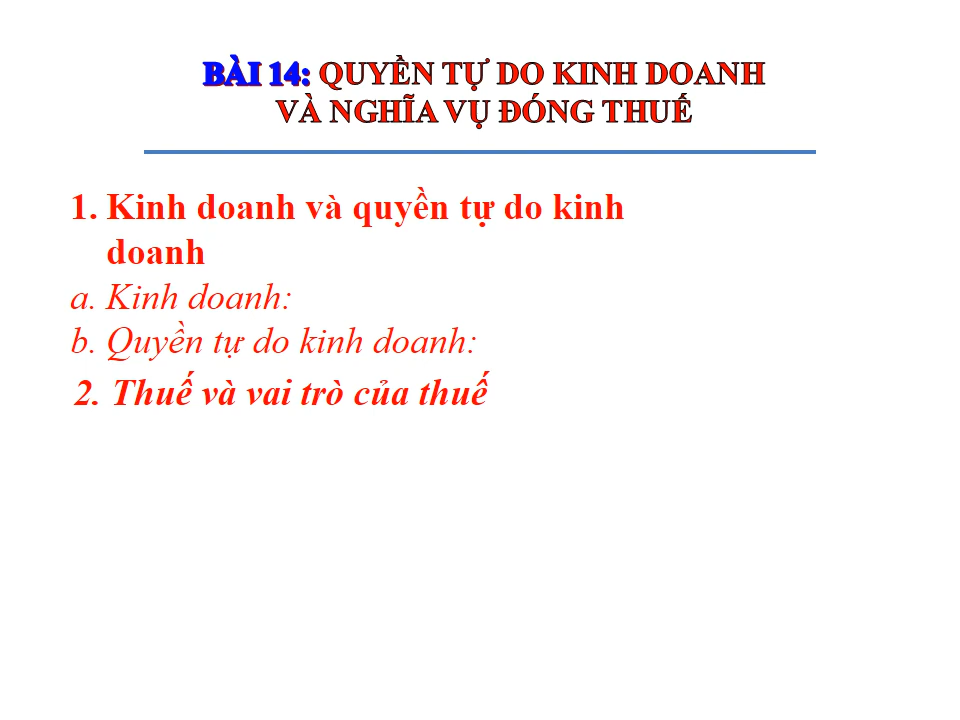 BÀI 14: QUYỀN TỰ DO KINH DOANH
VÀ NGHĨA VỤ ĐÓNG THUẾ
1. Kinh doanh và quyền tự do kinh
doanh
a. Kinh doanh:
b. Quyền tự do kinh doanh:
2. Thuế và vai trò của thuế